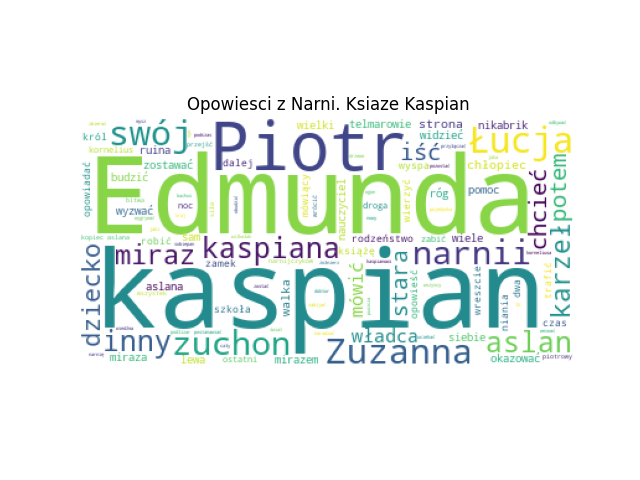 Opowiesci z Narni. Ksiaze Kaspian
swój
Piotr
wielki
telmarowie
strona
nikabrik
król
ruina
iść
widzieć
Łucja
kornelius
zostawać
dalej
wyspa
chłopiec
opowiadać
budzić
Edmunda
mówiący
nauczyciel
wierzyć
róg
pomoc
chcieć
potem
wyzwać
noc
droga
robić
sam
kaspiana
książę
rodzeństwo
zabić
wiele
miraz
narnii
karzeł
dziecko
aslana
zamek
kaspian
mówić
stara
opowieść
wreszcie
niania
dwa
trafić
szkoła
walka
czas
inny
zuchon
władca
siebie
aslan
miraza
lewa
ostatni
mirazem
Zuzanna
okazować
piotrowy